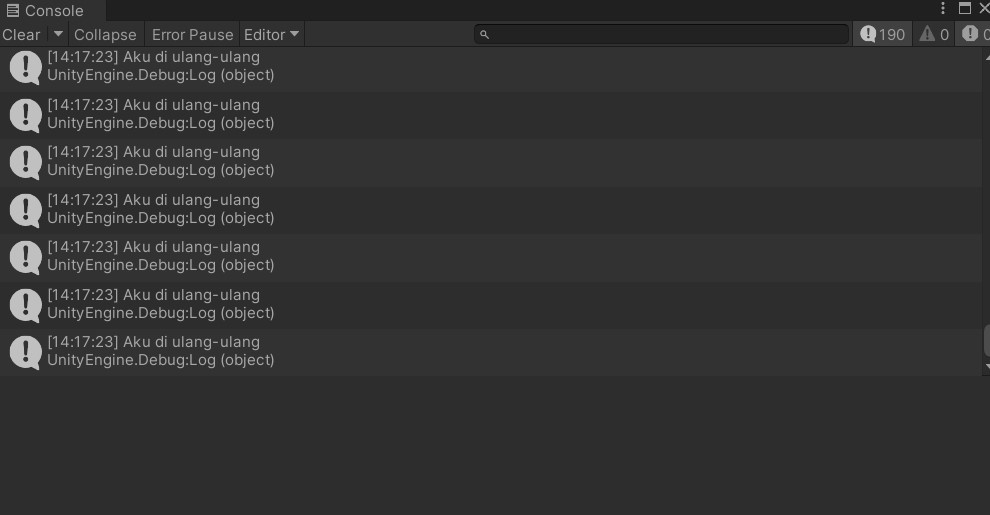 Console
Clear Collapse Error Pause Editor 190 0 0
[14:17:23] Aku di ulang-ulang
UnityEngine.Debug:Log (object)
[14:17:23] Aku di ulang-ulang
UnityEngine.Debug:Log (object)
[14:17:23] Aku di ulang-ulang
UnityEngine.Debug:Log (object)
[14:17:23] Aku di ulang-ulang
UnityEngine.Debug:Log (object)
[14:17:23] Aku di ulang-ulang
UnityEngine.Debug:Log (object)
[14:17:23] Aku di ulang-ulang
UnityEngine.Debug:Log (object)
[14:17:23] Aku di ulang-ulang
UnityEngine.Debug:Log (object)